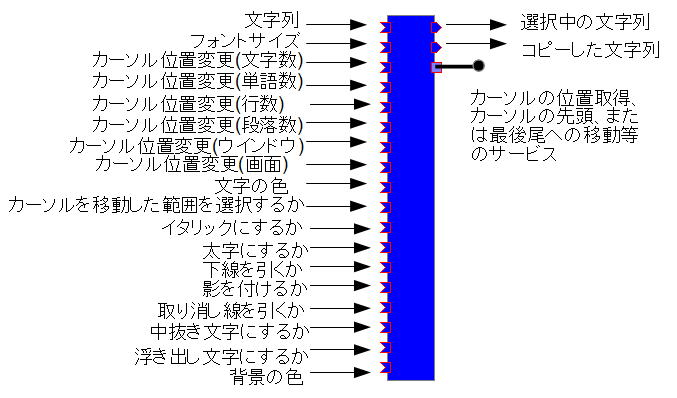 文字列
フォントサイズ
カーソル位置変更(文字数)
カーソル位置変更(単語数)
カーソル位置変更(行数)
カーソル位置変更(段落数)
カーソル位置変更(ウインドウ)
カーソル位置変更(画面)
文字の色
カーソルを移動した範囲を選択するか
イタリックにするか
太字にするか
下線を引くか
影を付けるか
取り消し線を引くか
中抜き文字にするか
浮き出し文字にするか
背景の色
選択中の文字列
コピーした文字列
カーソルの位置取得、
カーソルの先頭、また
は最後尾への移動等
のサービス